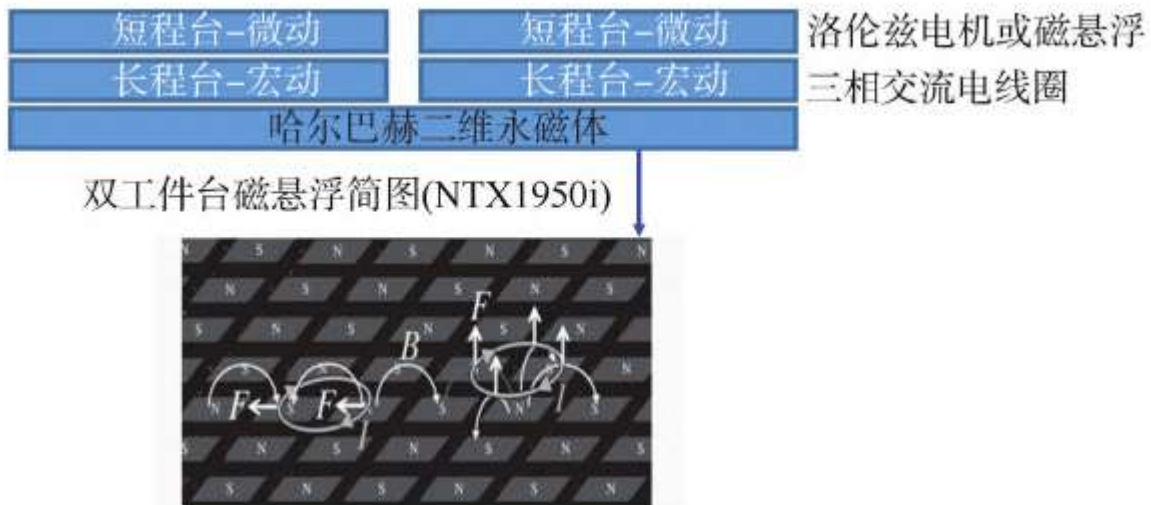 短程台-微动 短程台-微动 洛伦兹电机或磁悬浮
长程台-宏动 长程台-宏动 三相交流电线圈
哈尔巴赫二维永磁体
双工件台磁悬浮简图(NTX1950i)
N S N S N S N
N S N S N S
S N S N S N
F
B
S S N
N F S F I S N I S
S N S N S N S
S N S N S N